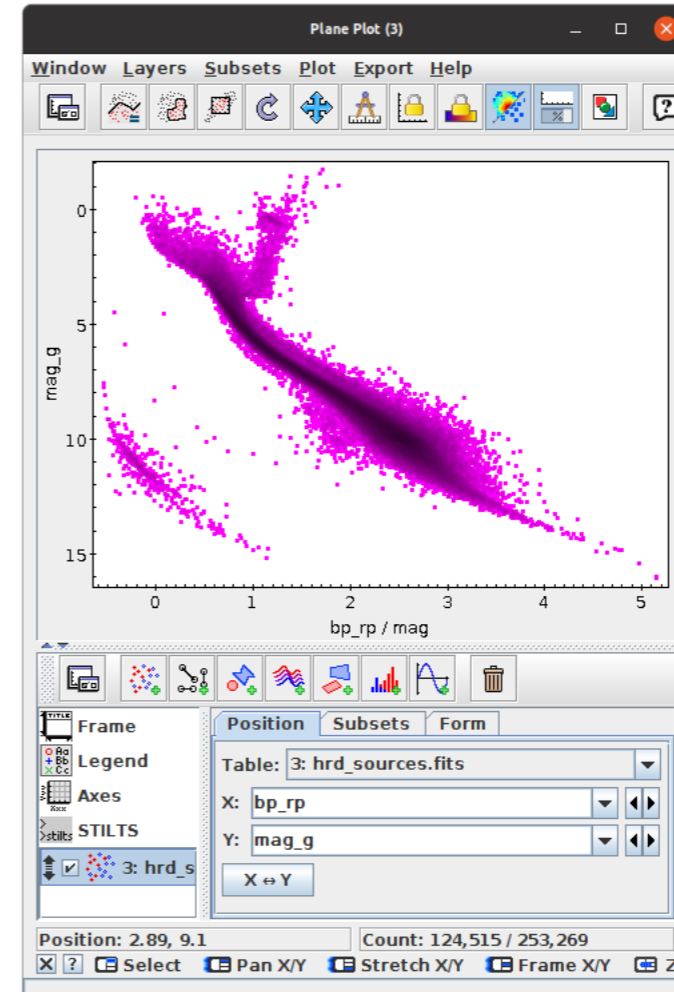 Plane Plot (3)
Window Layers Subsets Plot Export Help
0
5
10
15
mag_g
0 1 2 3 4 5
bp_rp / mag
TITLE
Frame
Position Subsets Form
Legend
Table: 3: hrd_sources.fits
Axes
X: bp_rp
>stilts STILTS
Y: mag_g
3: hrd_s
X ⇔ Y
Position: 2.89, 9.1
Count: 124,515 / 253,269
X ? Select Pan X/Y Stretch X/Y Frame X/Y Z